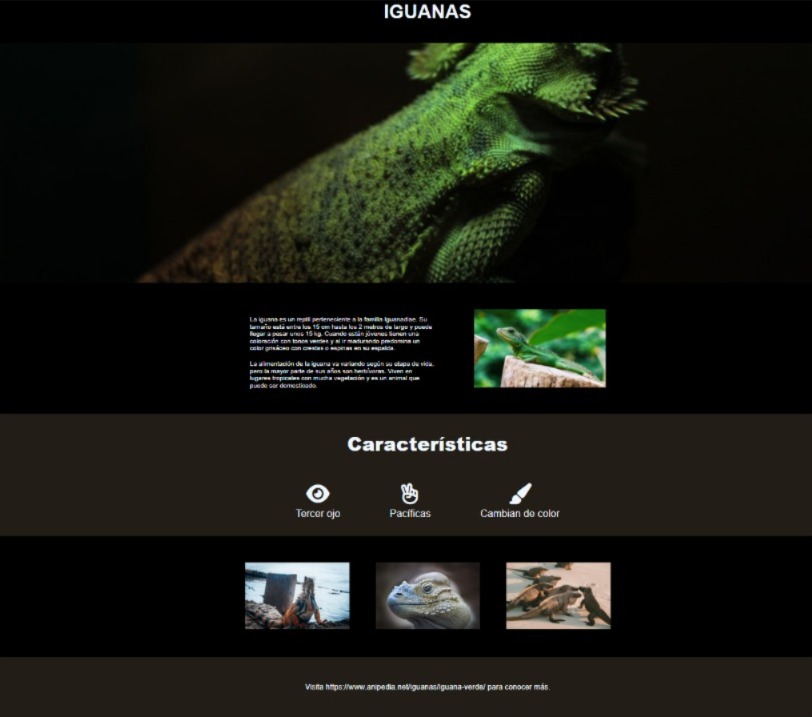 IGUANAS
La iguana es un reptil perteneciente a la familia Iguanadiae. Su
tamaño está entre los 15 cm hasta los 2 metros de largo y puede
llegar a pesar unos 15 kg. Cuando están jóvenes tienen una
coloración con tonos verdes y al ir madurando predomina un
color grisáceo con crestas o espinas en su espalda.
La alimentación de la iguana va variando según su etapa de vida,
pero la mayor parte de sus años son herbívoras. Viven en
lugares tropicales con mucha vegetación y es un animal que
puede ser domesticado.
Características
Tercer ojo
Pacíficas
Cambian de color
Visita https://www.anipedia.net/iguanas/iguana-verde/ para conocer más.